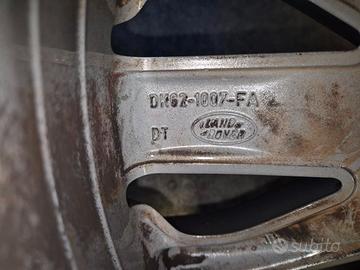 DK62-1007-FA
PT
LAND
ROVER
subito